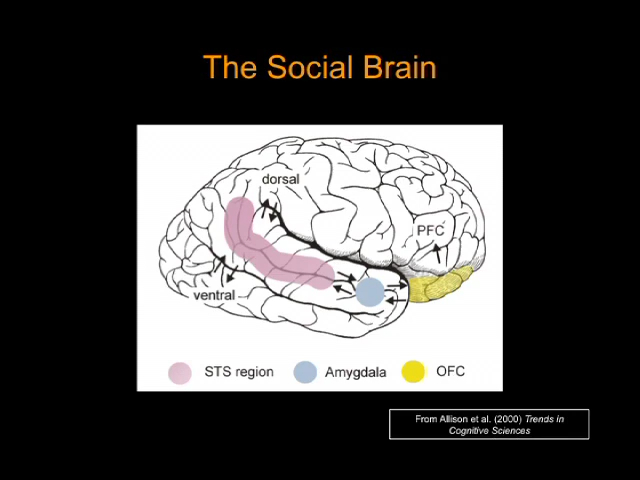 The Social Brain
dorsal
PFC
ventral
STS region
Amygdala
OFC
From Allison et al. (2000) Trends in
Cognitive Sciences